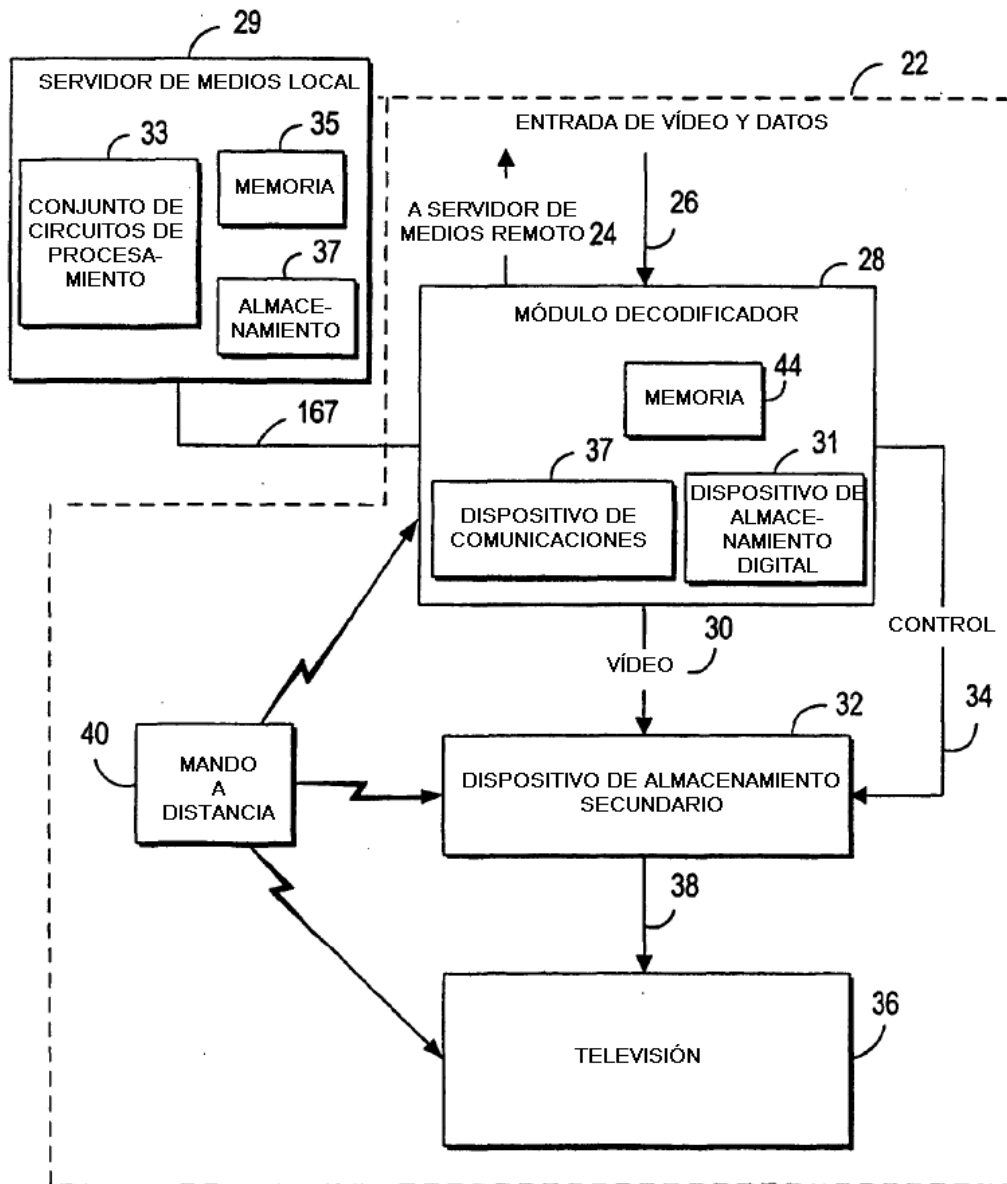 29
SERVIDOR DE MEDIOS LOCAL
33
CONJUNTO DE
CIRCUITOS DE
PROCESA-
MIENTO
35
MEMORIA
37
ALMACE-
NAMIENTO
167
22
ENTRADA DE VÍDEO Y DATOS
A SERVIDOR DE
MEDIOS REMOTO 24
26
28
MÓDULO DECODIFICADOR
MEMORIA
44
37
DISPOSITIVO DE
COMUNICACIONES
31
DISPOSITIVO DE
ALMACE-
NAMIENTO
DIGITAL
CONTROL
34
VÍDEO
30
40
MANDO
A
DISTANCIA
32
DISPOSITIVO DE ALMACENAMIENTO
SECUNDARIO
38
36
TELEVISIÓN